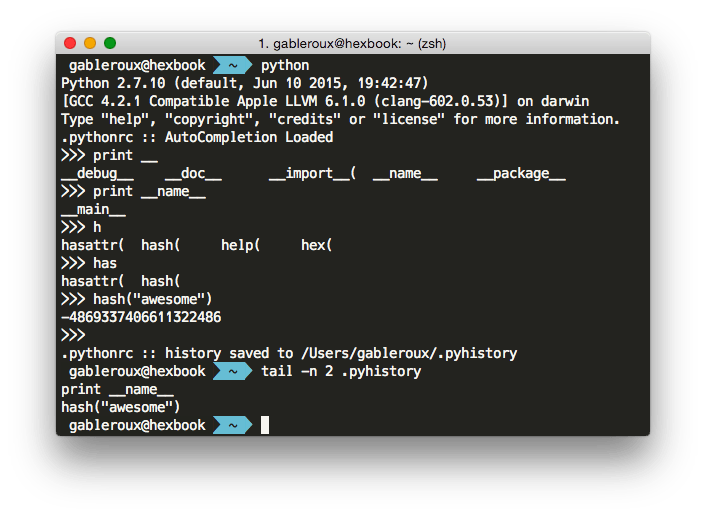 1. gableroux@hexbook: ~ (zsh)
gableroux@hexbook ~ python
Python 2.7.10 (default, Jun 10 2015, 19:42:47)
[GCC 4.2.1 Compatible Apple LLVM 6.1.0 (clang-602.0.53)] on darwin
Type "help", "copyright", "credits" or "license" for more information.
.pythonrc :: AutoCompletion Loaded
>>> print __
__debug__    __doc__      __import__(  __name__     __package__
>>> print __name__
__main__
>>> h
hasattr(  hash(     help(     hex(
>>> has
hasattr(  hash(
>>> hash("awesome")
-4869337406611322486
>>>
.pythonrc :: history saved to /Users/gableroux/.pyhistory
gableroux@hexbook ~ tail -n 2 .pyhistory
print __name__
hash("awesome")
gableroux@hexbook ~